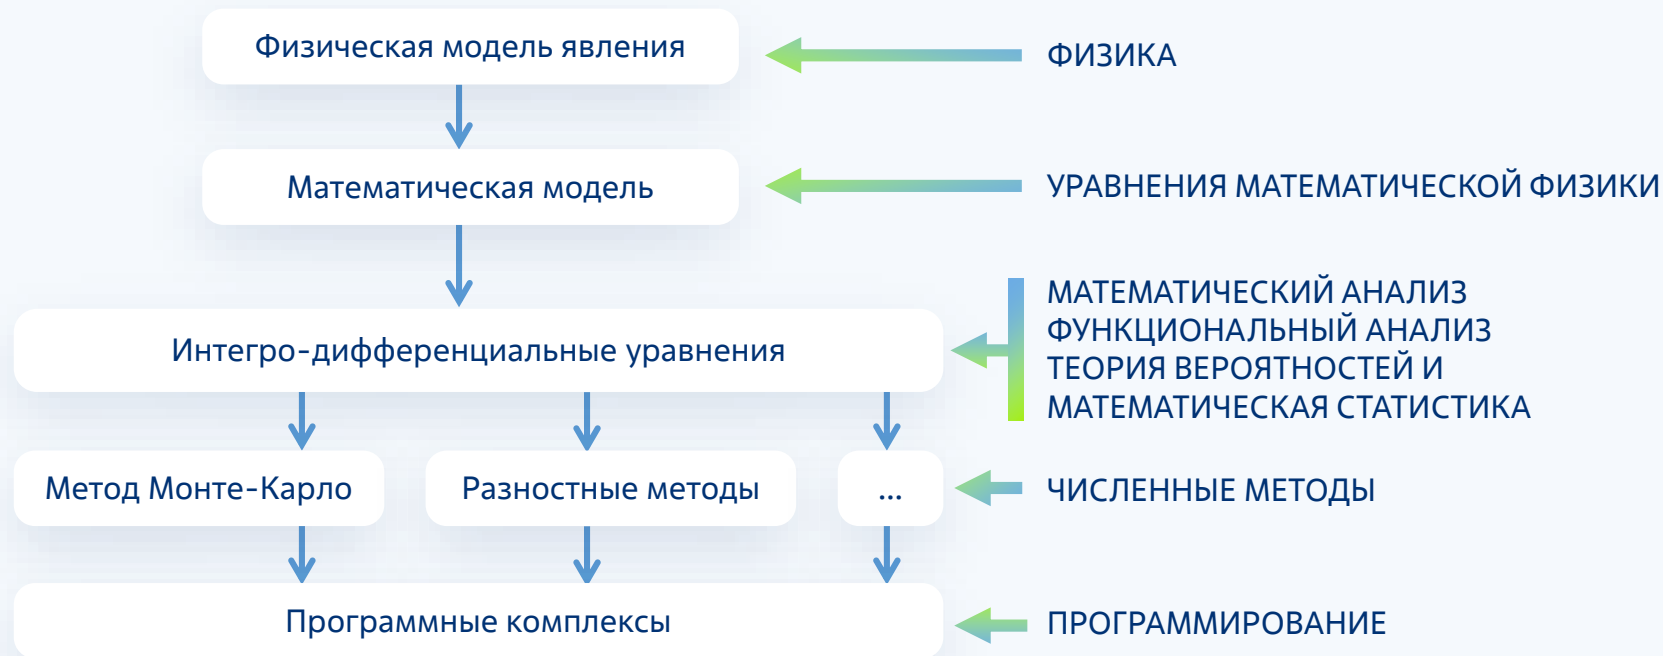 Физическая модель явления
ФИЗИКА
Математическая модель
УРАВНЕНИЯ МАТЕМАТИЧЕСКОЙ ФИЗИКИ
Интегро-дифференциальные уравнения
МАТЕМАТИЧЕСКИЙ АНАЛИЗ
ФУНКЦИОНАЛЬНЫЙ АНАЛИЗ
ТЕОРИЯ ВЕРОЯТНОСТЕЙ И
МАТЕМАТИЧЕСКАЯ СТАТИСТИКА
Метод Монте-Карло
Разностные методы
...
ЧИСЛЕННЫЕ МЕТОДЫ
Программные комплексы
ПРОГРАММИРОВАНИЕ